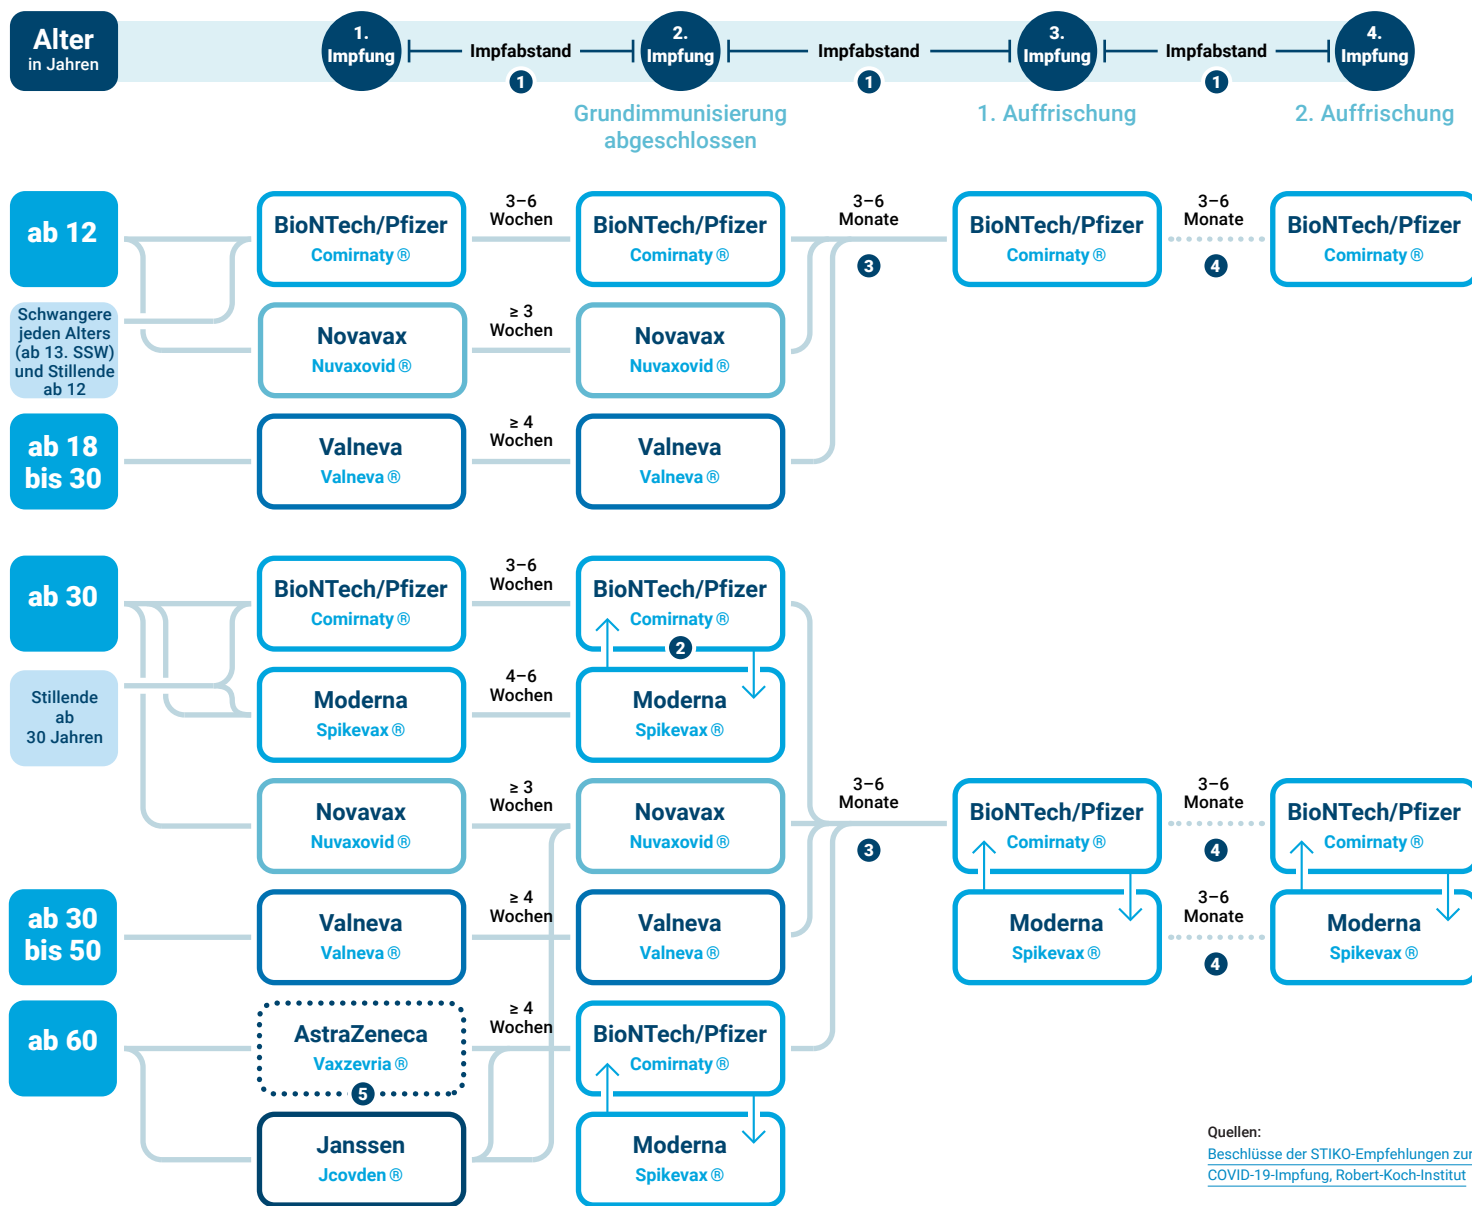 Alter
in Jahren
1.
Impfung
Impfabstand
1
2.
Impfung
Impfabstand
1
3.
Impfung
Impfabstand
1
4.
Impfung
Grundimmunisierung
abgeschlossen
1. Auffrischung
2. Auffrischung
ab 12
BioNTech/Pfizer
Comirnaty ®
3–6
Wochen
BioNTech/Pfizer
Comirnaty ®
3–6
Monate
3
BioNTech/Pfizer
Comirnaty ®
3–6
Monate
4
BioNTech/Pfizer
Comirnaty ®
Schwangere
jeden Alters
(ab 13. SSW)
und Stillende
ab 12
Novavax
Nuvaxovid ®
≥ 3
Wochen
Novavax
Nuvaxovid ®
ab 18
bis 30
Valneva
Valneva ®
≥ 4
Wochen
Valneva
Valneva ®
ab 30
BioNTech/Pfizer
Comirnaty ®
3–6
Wochen
BioNTech/Pfizer
Comirnaty ®
2
Stillende
ab
30 Jahren
Moderna
Spikevax ®
4–6
Wochen
Moderna
Spikevax ®
Novavax
Nuvaxovid ®
≥ 3
Wochen
Novavax
Nuvaxovid ®
3–6
Monate
3
BioNTech/Pfizer
Comirnaty ®
3–6
Monate
4
BioNTech/Pfizer
Comirnaty ®
ab 30
bis 50
Valneva
Valneva ®
≥ 4
Wochen
Valneva
Valneva ®
Moderna
Spikevax ®
3–6
Monate
4
Moderna
Spikevax ®
ab 60
AstraZeneca
Vaxzevria ®
5
≥ 4
Wochen
BioNTech/Pfizer
Comirnaty ®
Janssen
Jcovden ®
Moderna
Spikevax ®
Quellen:
Beschlüsse der STIKO-Empfehlungen zur
COVID-19-Impfung, Robert-Koch-Institut